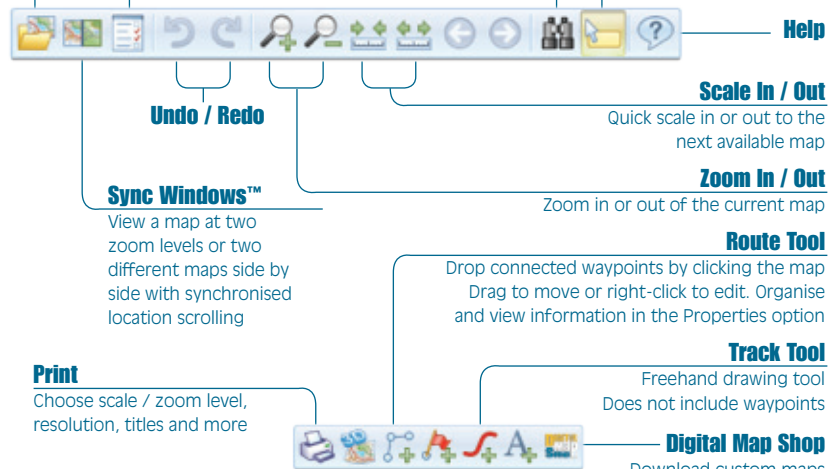 Help
Scale In / Out
Quick scale in or out to the
next available map
Undo / Redo
Zoom In / Out
Zoom in or out of the current map
Sync Windows™
View a map at two
zoom levels or two
different maps side by
side with synchronised
location scrolling
Route Tool
Drop connected waypoints by clicking the map
Drag to move or right-click to edit. Organise
and view information in the Properties option
Track Tool
Freehand drawing tool
Does not include waypoints
Print
Choose scale / zoom level,
resolution, titles and more
Digital Map Shop
Download custom maps